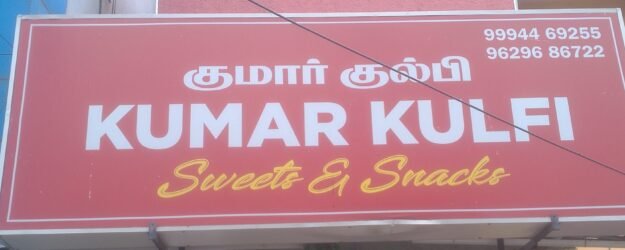 99944 69255
96296 86722
குமார் குல்பி
KUMAR KULFI
Sweets & Snacks